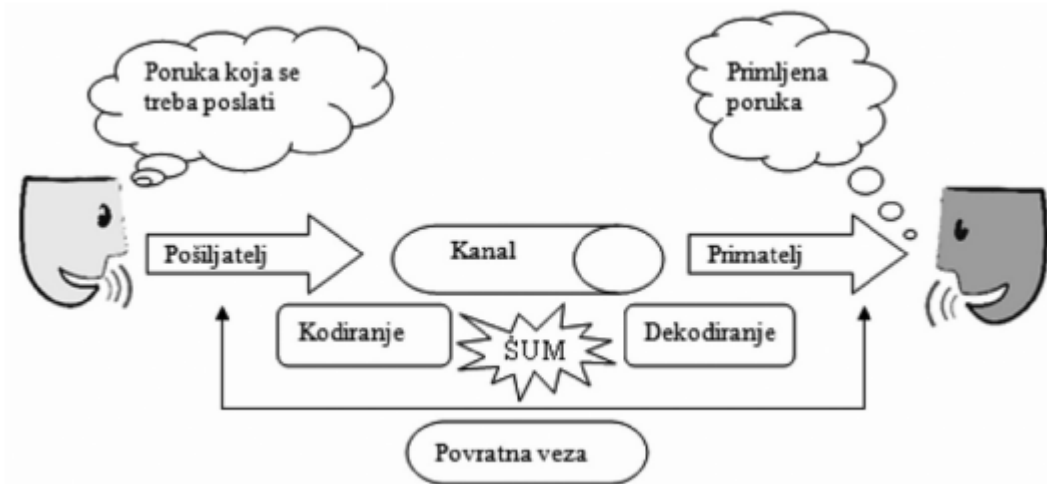 Poruka koja se
treba poslati
Primljena
poruka
Pošiljatelj
Kanal
Primatelj
Kodiranje
ŠUM
Dekodiranje
Povratna veza